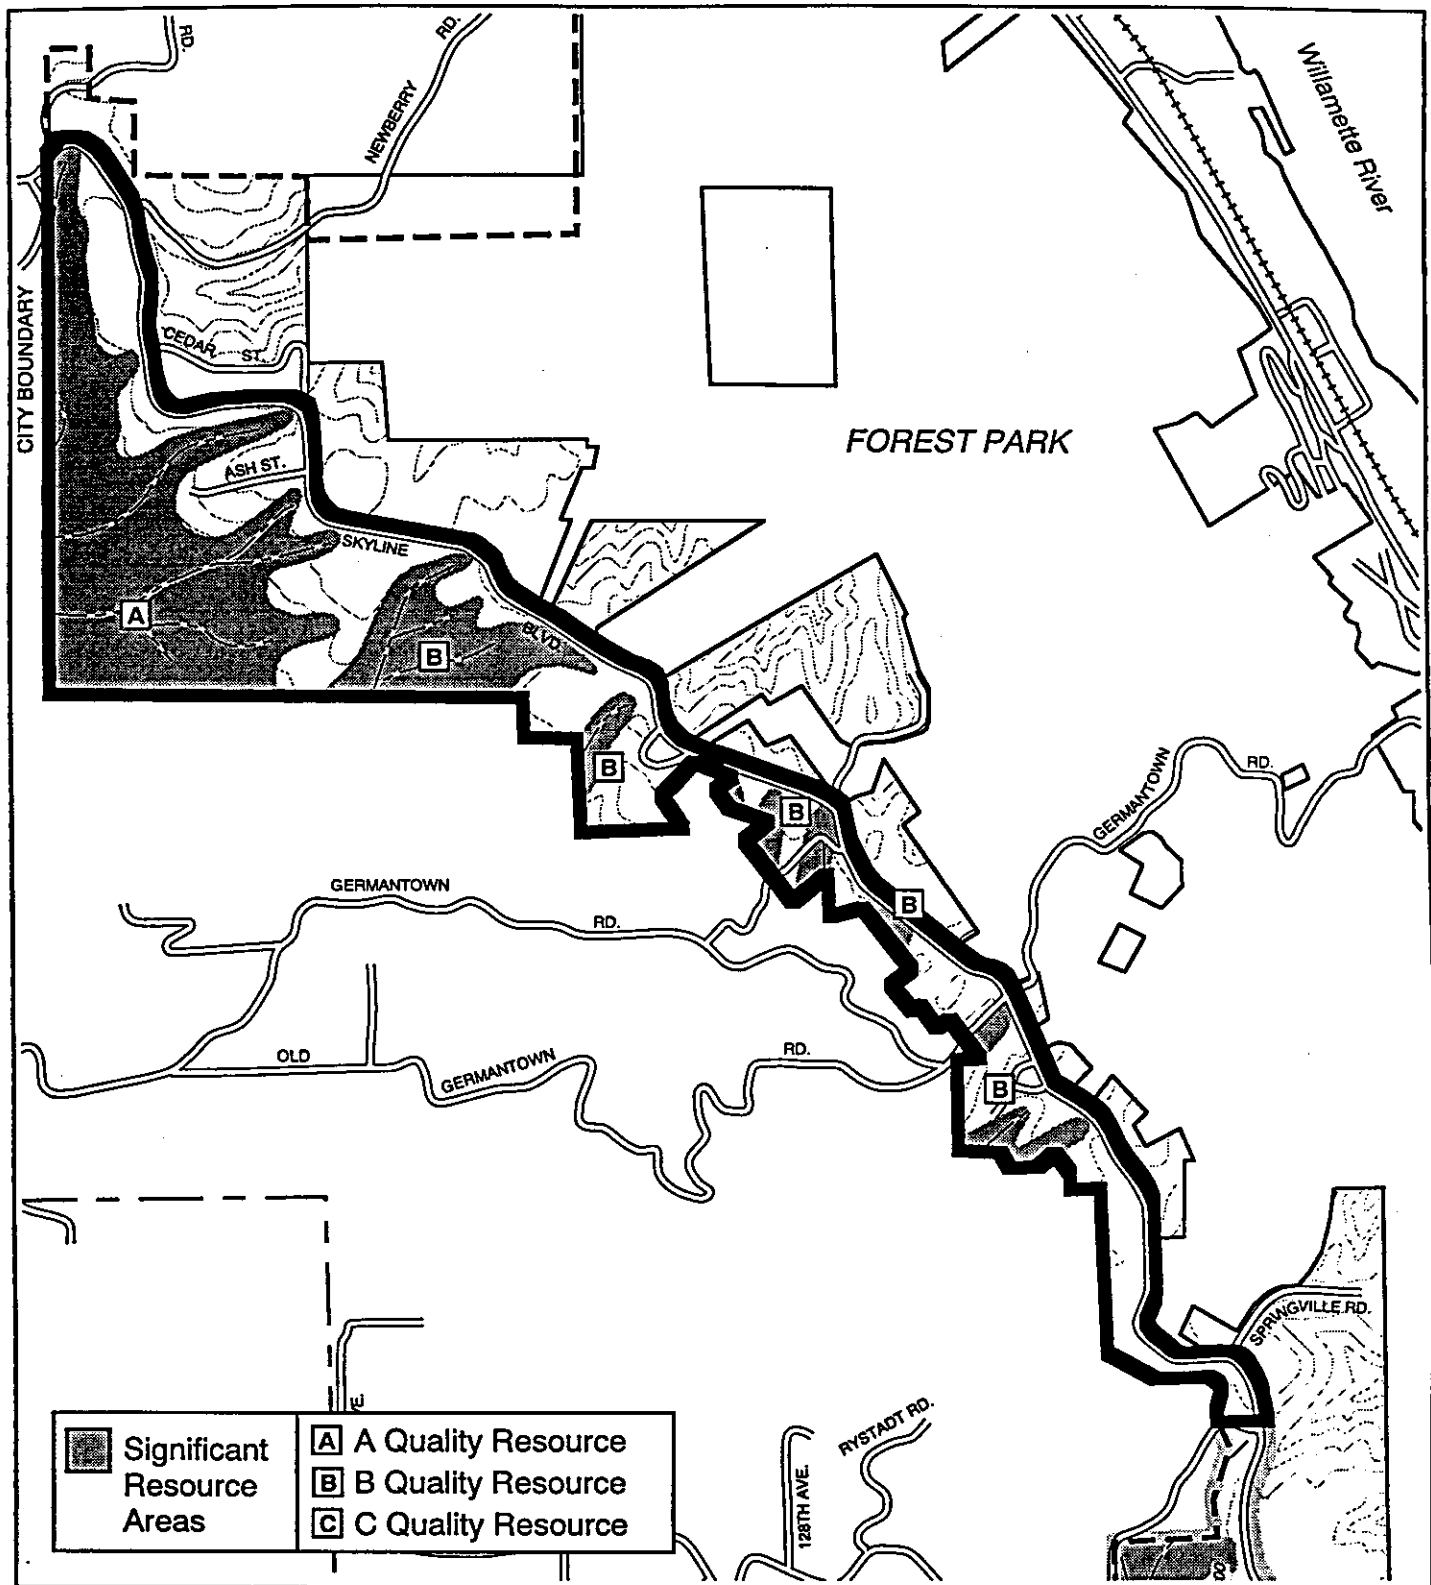 RD.
RD.
NEWBERRY
Willamette River
CITY BOUNDARY
CEDAR ST.
FOREST PARK
ASH ST.
SKYLINE
BLVD.
A
B
B
B
B
B
GERMANTOWN
RD.
GERMANTOWN
RD.
OLD
GERMANTOWN
RD.
SPRINGVILLE RD.
RYSTADT RD.
128TH AVE.
Significant
Resource
Areas
A A Quality Resource
B B Quality Resource
C C Quality Resource